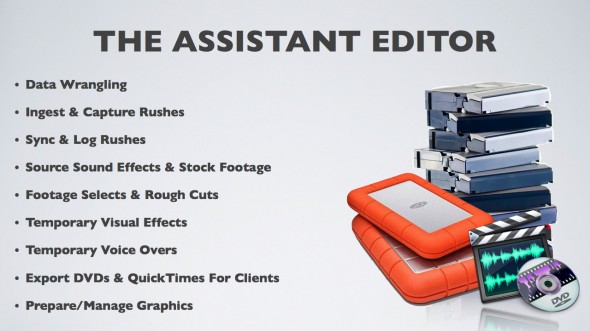 THE ASSISTANT EDITOR
• Data Wrangling
• Ingest & Capture Rushes
• Sync & Log Rushes
• Source Sound Effects & Stock Footage
• Footage Selects & Rough Cuts
• Temporary Visual Effects
• Temporary Voice Overs
• Export DVDs & QuickTimes For Clients
• Prepare/Manage Graphics
DVD